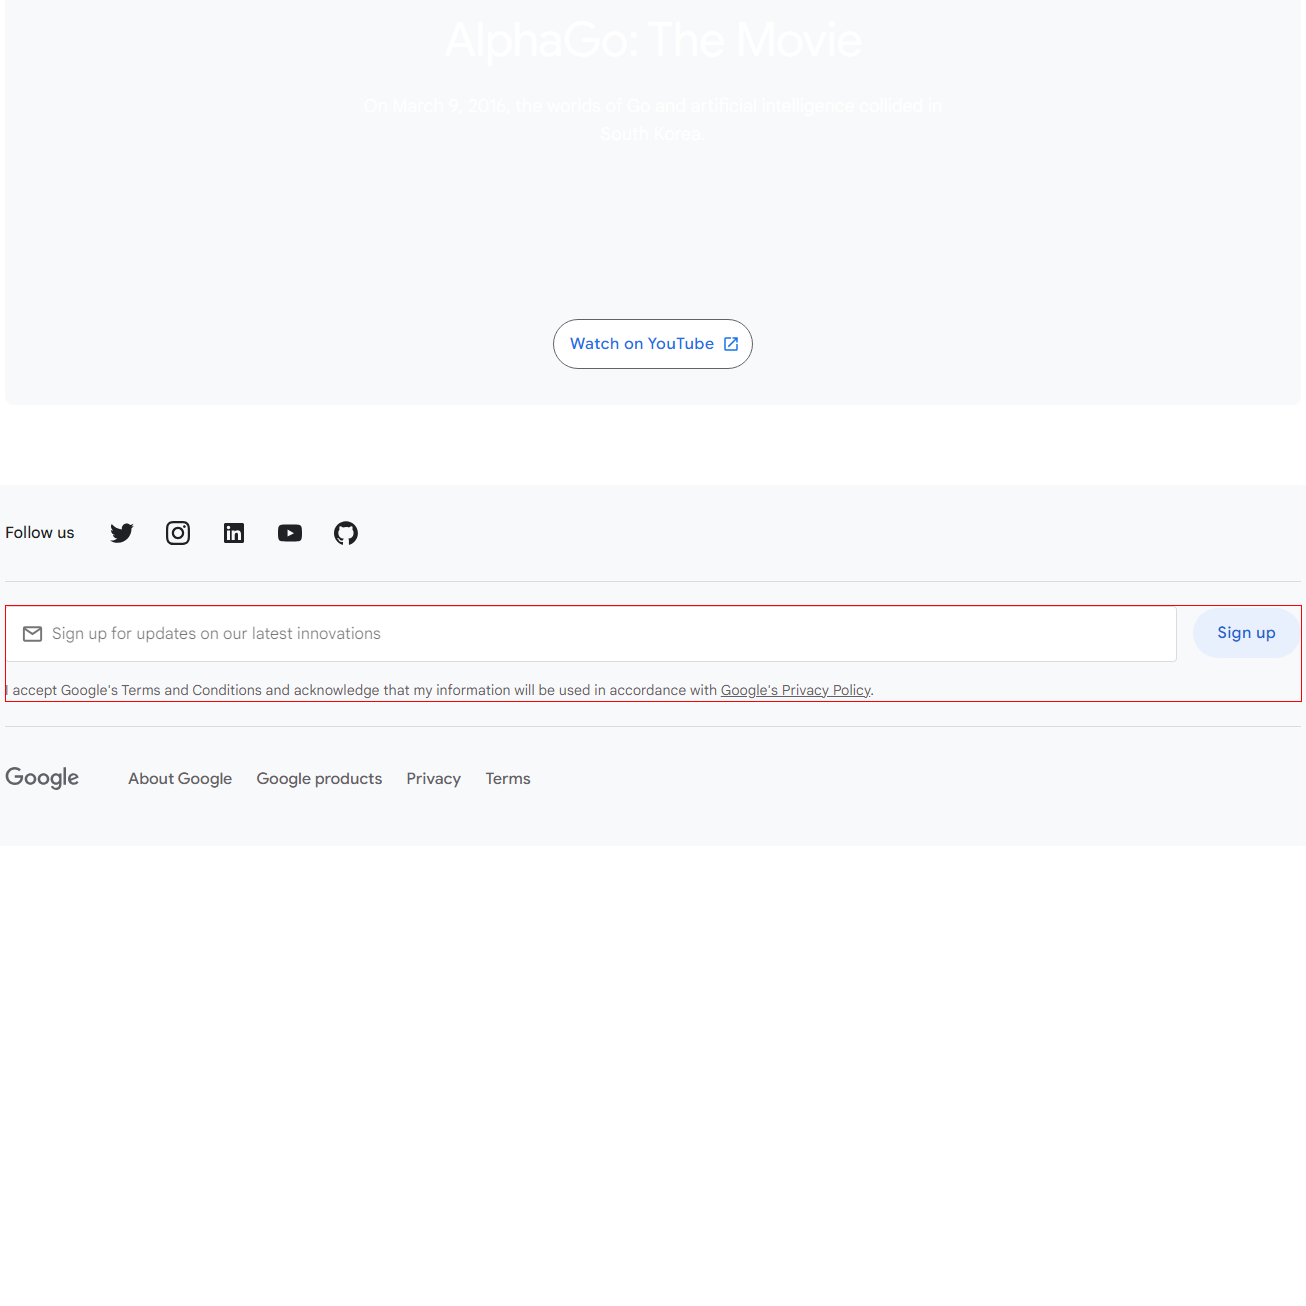 AlphaGo: The Movie
On March 9, 2016, the worlds of Go and artificial intelligence collided in
South Korea.
Watch on YouTube
Follow us
Sign up for updates on our latest innovations
Sign up
I accept Google's Terms and Conditions and acknowledge that my information will be used in accordance with Google's Privacy Policy.
Google About Google Google products Privacy Terms